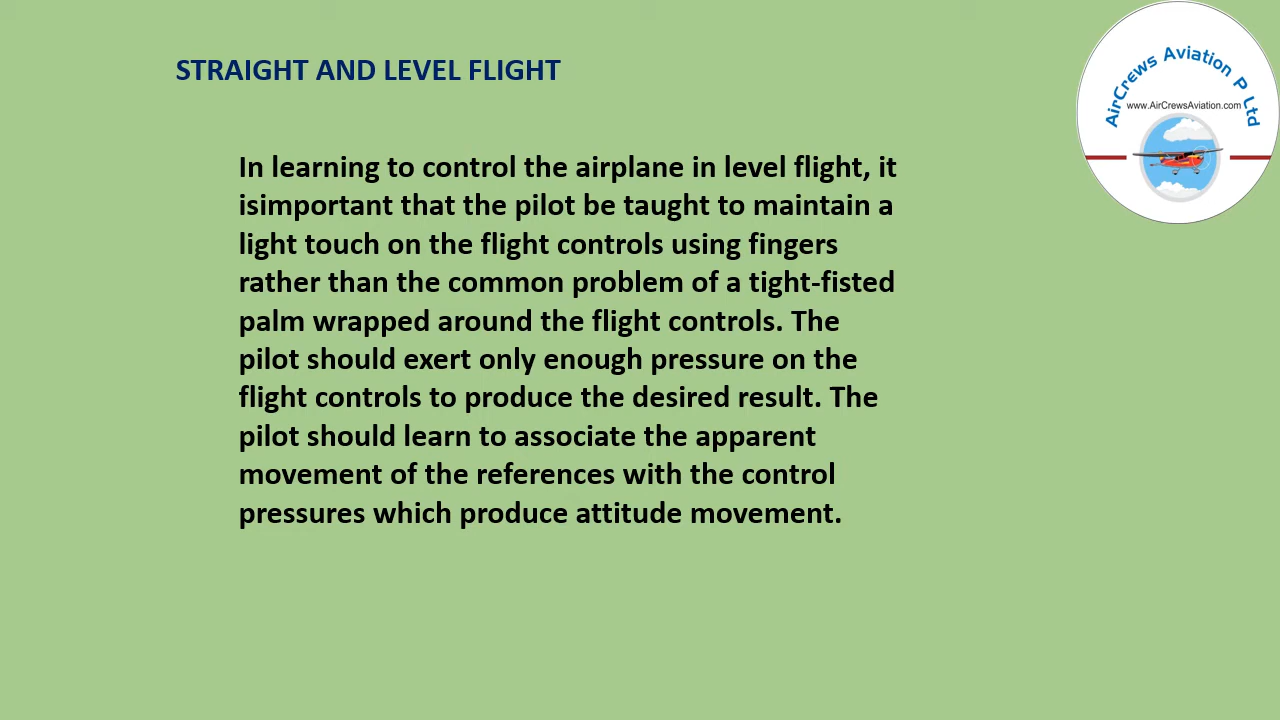 STRAIGHT AND LEVEL FLIGHT
AirCrews Aviation P Ltd
www.AirCrewsAviation.com
In learning to control the airplane in level flight, it
isimportant that the pilot be taught to maintain a
light touch on the flight controls using fingers
rather than the common problem of a tight-fisted
palm wrapped around the flight controls. The
pilot should exert only enough pressure on the
flight controls to produce the desired result. The
pilot should learn to associate the apparent
movement of the references with the control
pressures which produce attitude movement.